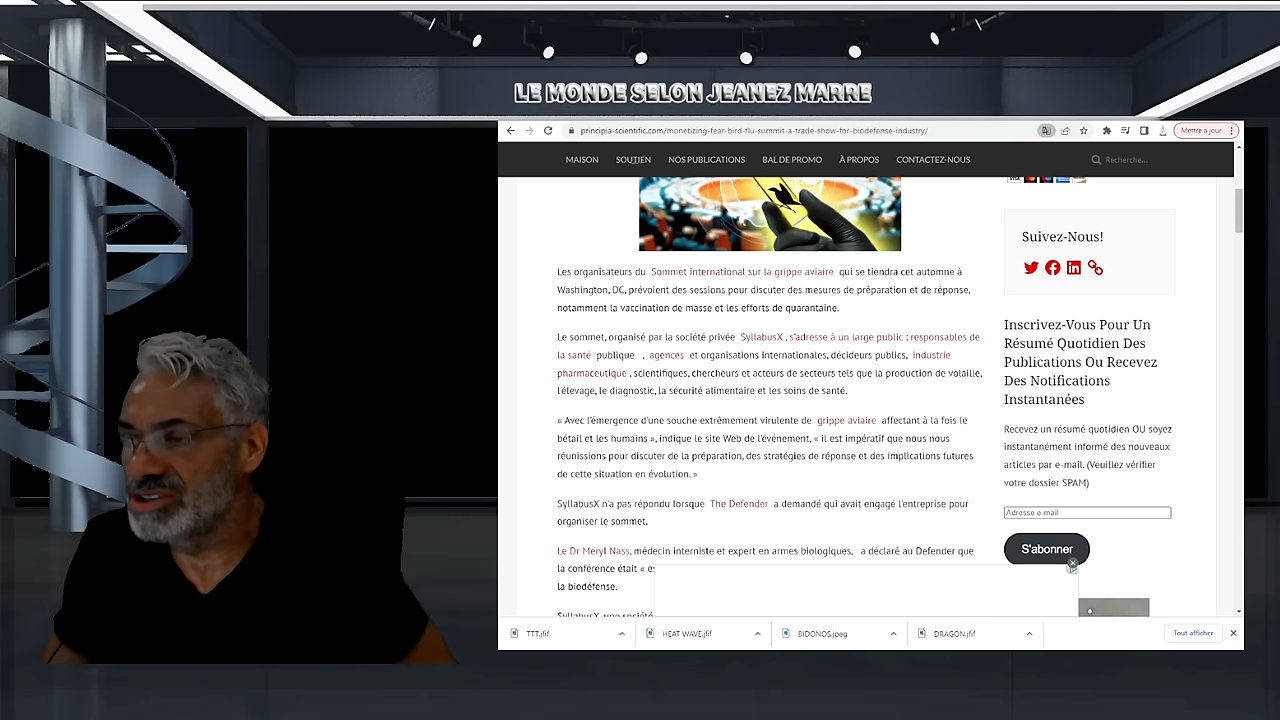 LE MONDE SELON JEANEZ MARRE
principia-scientific.com/monetizing-fear-bird-flu-summit-a-trade-show-for-biodefense-industry/
Mettre à jour
MAISON SOUTIEN NOS PUBLICATIONS BAL DE PROMO À PROPOS CONTACTEZ-NOUS Recherche...
VISA
Les organisateurs du Sommet international sur la grippe aviaire qui se tiendra cet automne à
Washington, DC, prévoient des sessions pour discuter des mesures de préparation et de réponse,
notamment la vaccination de masse et les efforts de quarantaine.
Le sommet, organisé par la société privée SyllabusX , s'adresse à un large public : responsables de
la santé publique , agences et organisations internationales, décideurs publics, industrie
pharmaceutique , scientifiques, chercheurs et acteurs de secteurs tels que la production de volaille,
l'élevage, le diagnostic, la sécurité alimentaire et les soins de santé.
« Avec l'émergence d'une souche extrêmement virulente de grippe aviaire affectant à la fois le
bétail et les humains », indique le site Web de l'événement, « il est impératif que nous nous
réunissions pour discuter de la préparation, des stratégies de réponse et des implications futures
de cette situation en évolution. »
SyllabusX n'a pas répondu lorsque The Defender a demandé qui avait engagé l'entreprise pour
organiser le sommet.
Le Dr Meryl Nass, médecin interniste et expert en armes biologiques, a déclaré au Defender que
la conférence était «
la biodéfense.
SyllabusX, une société
Suivez-Nous!
Inscrivez-Vous Pour Un
Résumé Quotidien Des
Publications Ou Recevez
Des Notifications
Instantanées
Recevez un résumé quotidien OU soyez
instantanément informé des nouveaux
articles par e-mail. (Veuillez vérifier
votre dossier SPAM)
Adresse e-mail
S'abonner
TTT.jfif HEAT WAVE.jfif BIDONOS.jpeg DRAGON.jfif Tout afficher